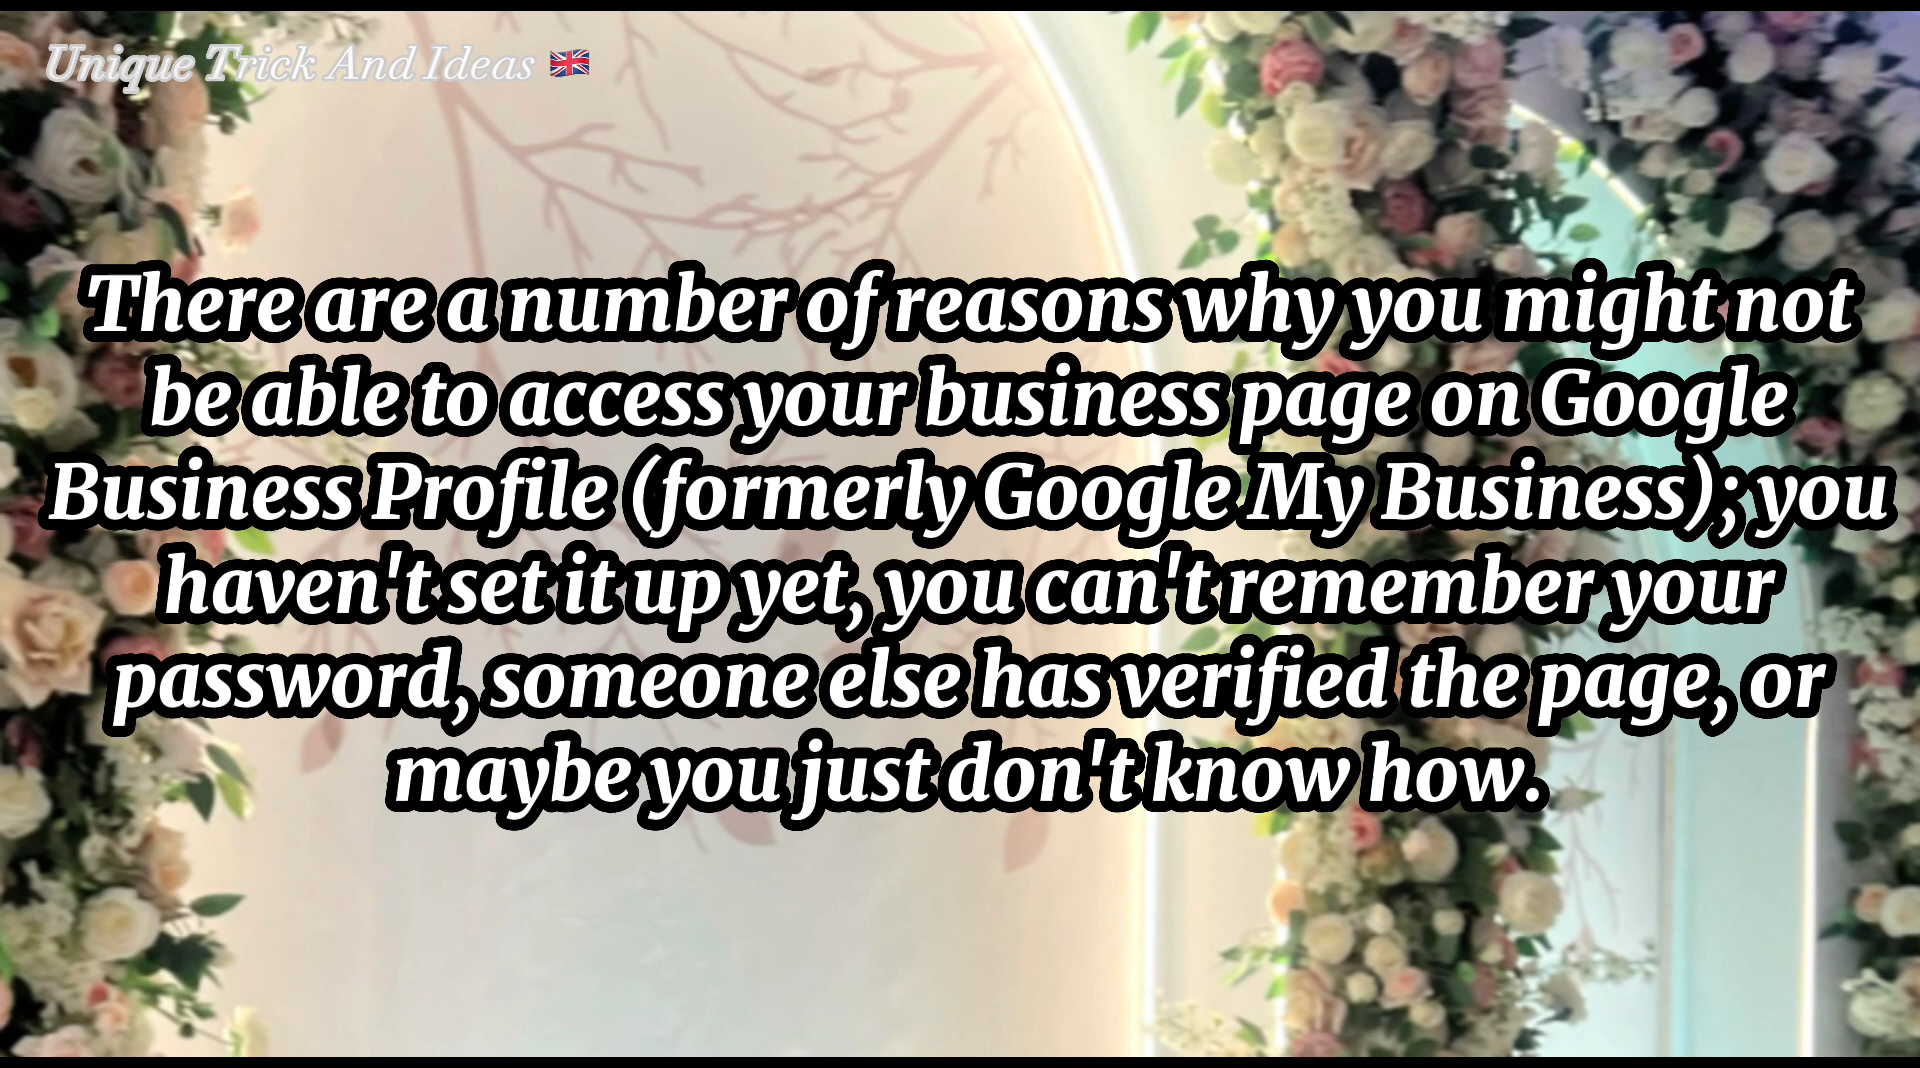 Unique Trick And Ideas 🇬🇧
There are a number of reasons why you might not
be able to access your business page on Google
Business Profile (formerly Google My Business); you
haven't set it up yet, you can't remember your
password, someone else has verified the page, or
maybe you just don't know how.